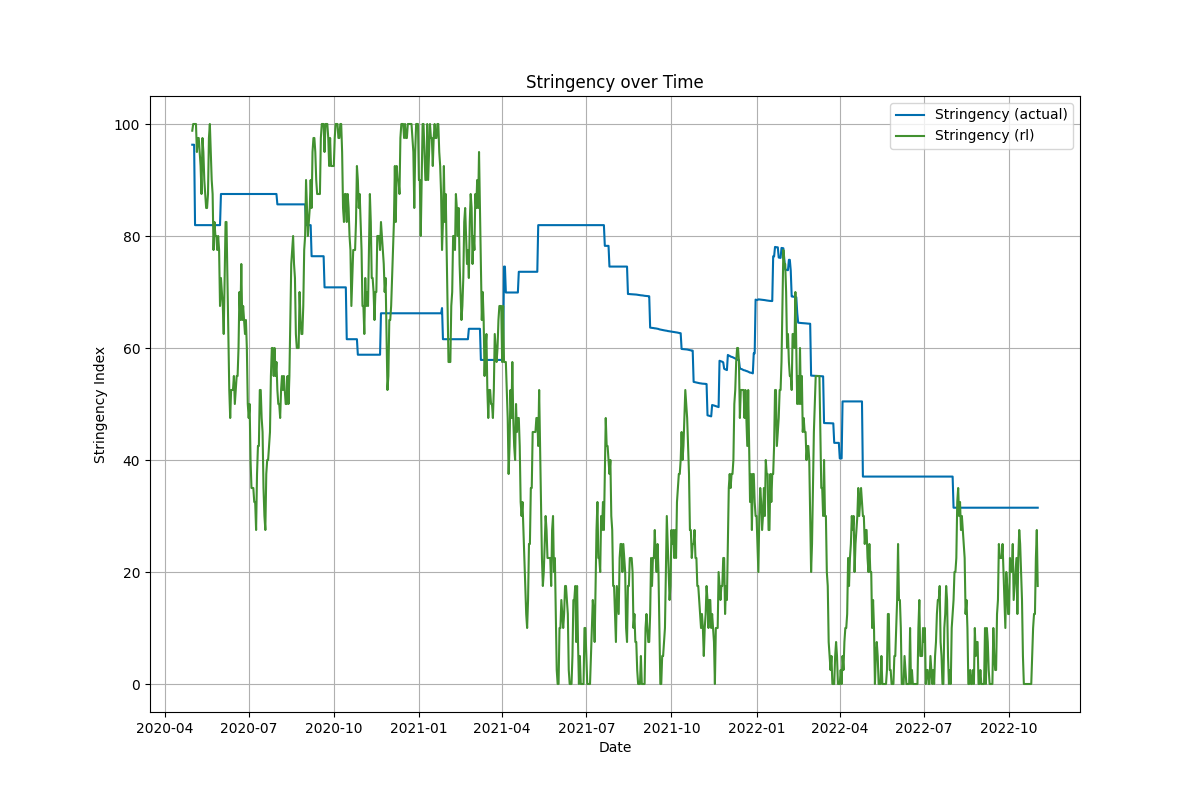 Stringency over Time
Stringency (actual)
Stringency (rl)
Stringency Index
100
80
60
40
20
0
2020-04 2020-07 2020-10 2021-01 2021-04 2021-07 2021-10 2022-01 2022-04 2022-07 2022-10
Date